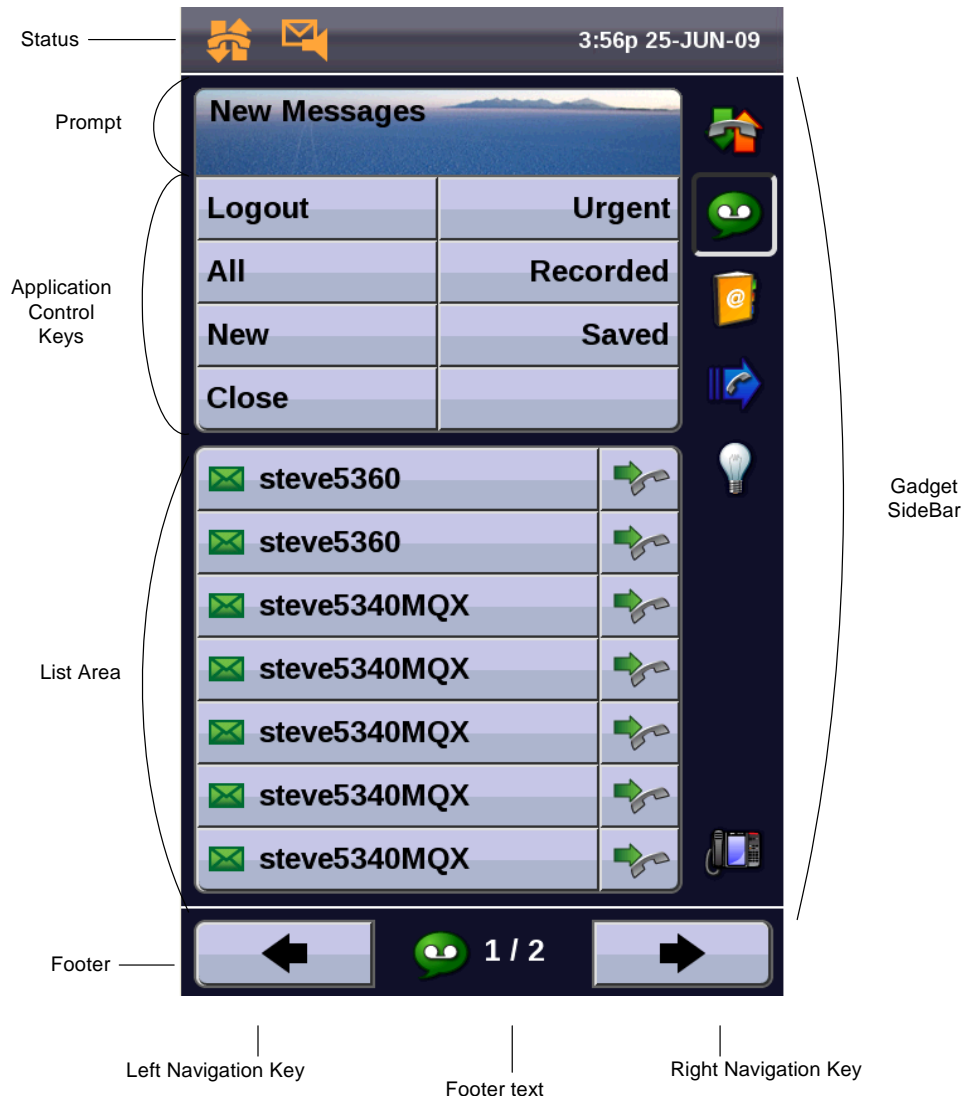 Status
3:56p 25-JUN-09
Prompt
New Messages
Logout
Urgent
Application
Control
Keys
All
Recorded
@
New
Saved
Close
steve5360
Gadget
SideBar
steve5360
steve5340MQX
List Area
steve5340MQX
steve5340MQX
steve5340MQX
steve5340MQX
Footer
1 / 2
Left Navigation Key
Footer text
Right Navigation Key